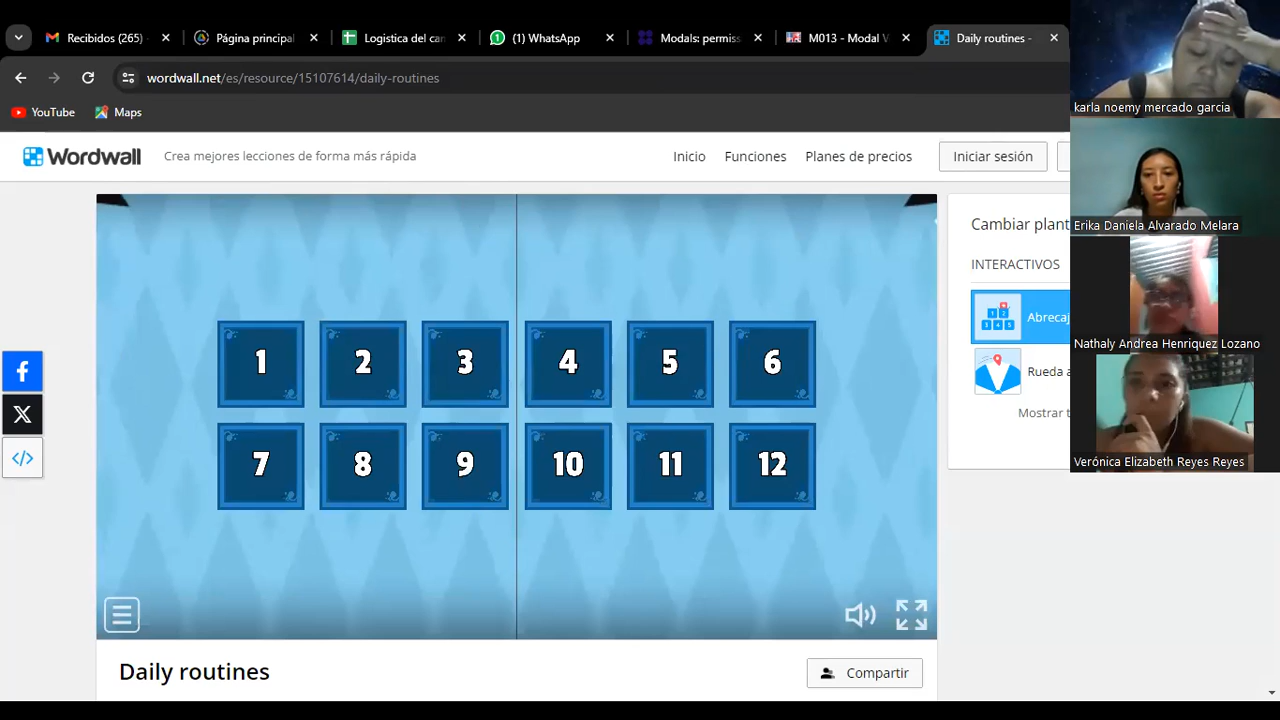 Recibidos (265)
Página principal
Logistica del car
(1) WhatsApp
Modals: permiss
M013 - Modal V
Daily routines -
wordwall.net/es/resource/15107614/daily-routines
YouTube
Maps
Wordwall
Crea mejores lecciones de forma más rápida
Inicio
Funciones
Planes de precios
Iniciar sesión
1 2 3 4 5 6
7 8 9 10 11 12
Cambiar plant
INTERACTIVOS
Abrecaj
Rueda a
Mostrar t
Daily routines
Compartir
karla noemy mercado garcia
Erika Daniela Alvarado Melara
Nathaly Andrea Henriquez Lozano
Verónica Elizabeth Reyes Reyes